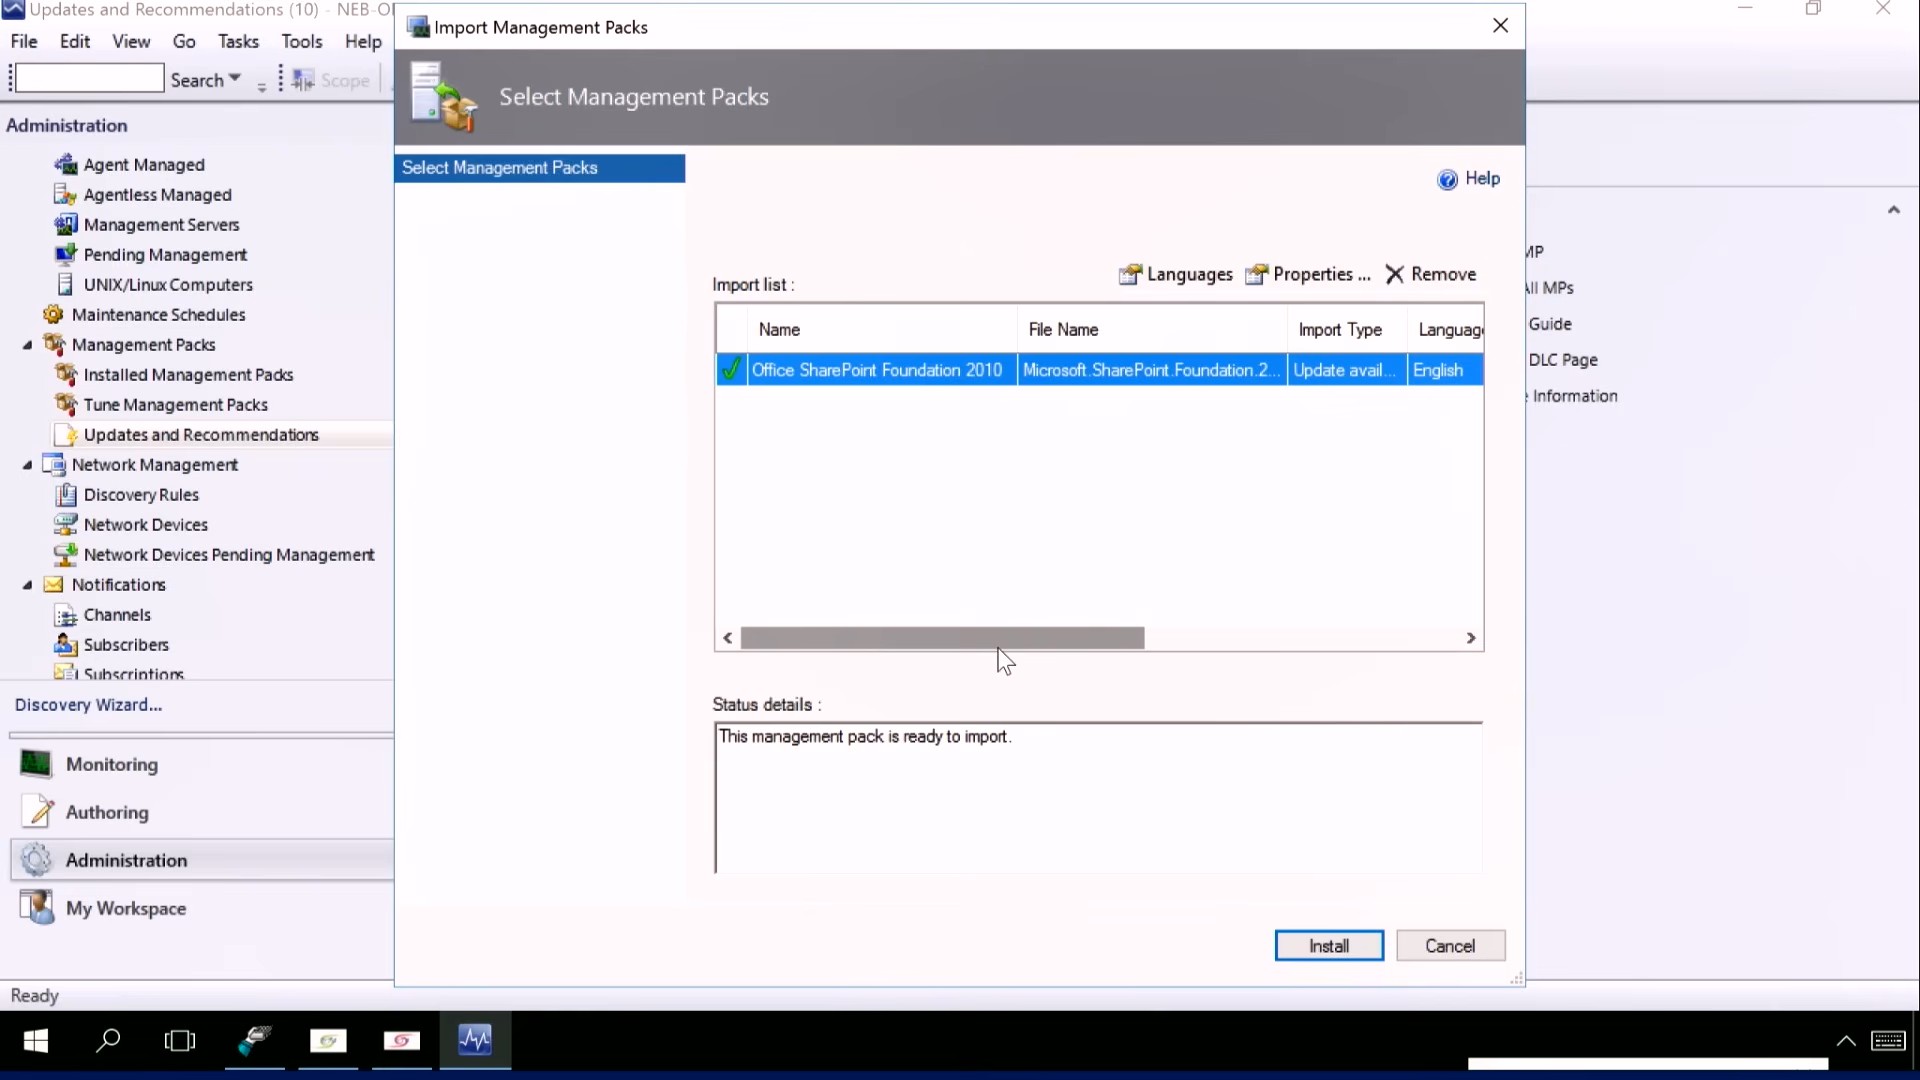 Updates and Recommendations (10) - NEB-O
File Edit View Go Tasks Tools Help
Search Scope
Administration
Agent Managed
Agentless Managed
Management Servers
Pending Management
UNIX/Linux Computers
Maintenance Schedules
Management Packs
Installed Management Packs
Tune Management Packs
Updates and Recommendations
Network Management
Discovery Rules
Network Devices
Network Devices Pending Management
Notifications
Channels
Subscribers
Subscriptions
Discovery Wizard...
Monitoring
Authoring
Administration
My Workspace
Ready
Import Management Packs
Select Management Packs
Select Management Packs
Help
Import list :
Languages Properties ... Remove
Name File Name Import Type Languag
Office SharePoint Foundation 2010 Microsoft.SharePoint.Foundation.2... Update avail... English
Status details :
This management pack is ready to import.
Install Cancel
MP
All MPs
Guide
DLC Page
Information